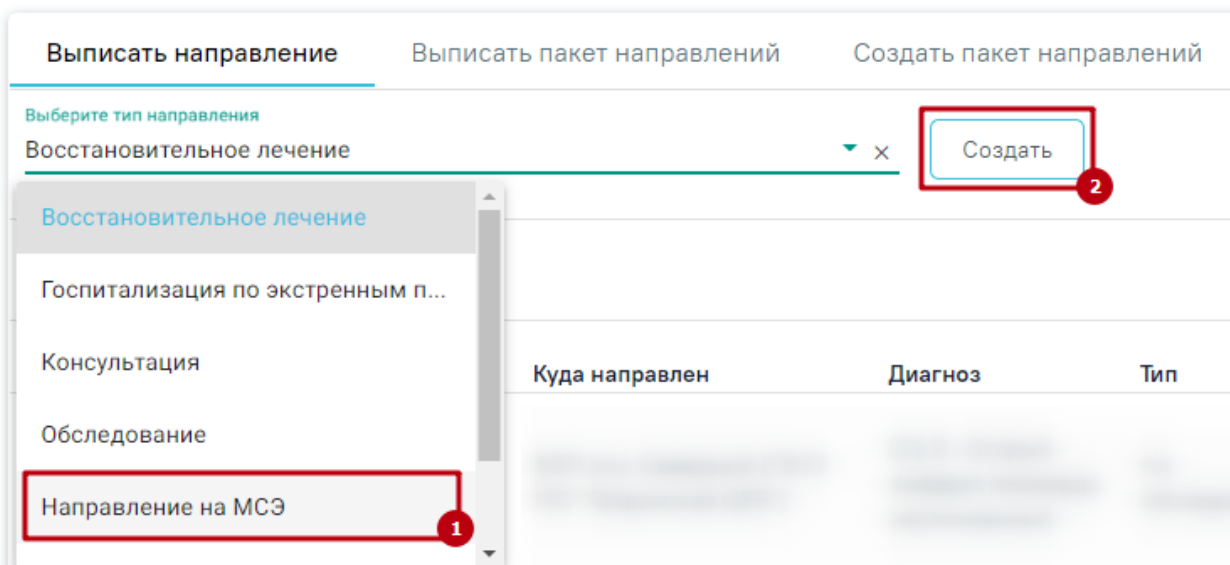 Выписать направление Выписать пакет направлений Создать пакет направлений
Выберите тип направления
Восстановительное лечение
Создать
2
Восстановительное лечение
Госпитализация по экстренным п...
Консультация
Куда направлен Диагноз Тип
Обследование
Направление на МСЭ
1